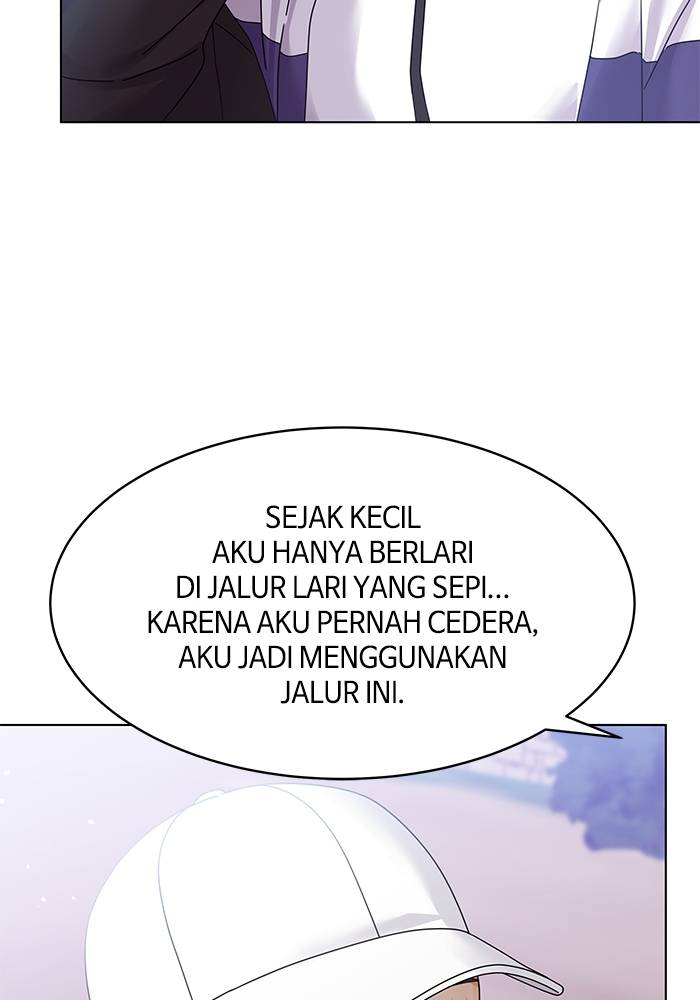 SEJAK KECIL
AKU HANYA BERLARI
DI JALUR LARI YANG SEPI...
KARENA AKU PERNAH CEDERA,
AKU JADI MENGGUNAKAN
JALUR INI.